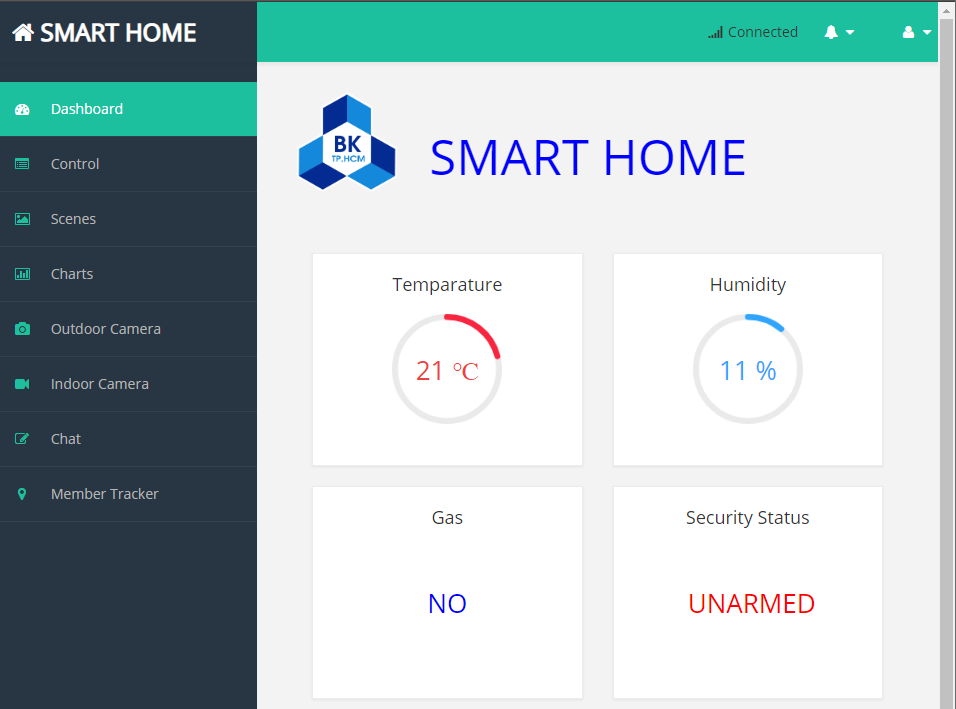 SMART HOME
Connected
Dashboard
Control
Scenes
Charts
Outdoor Camera
Indoor Camera
Chat
Member Tracker
BK
TP.HCM
SMART HOME
Temparature
21 °C
Humidity
11 %
Gas
NO
Security Status
UNARMED